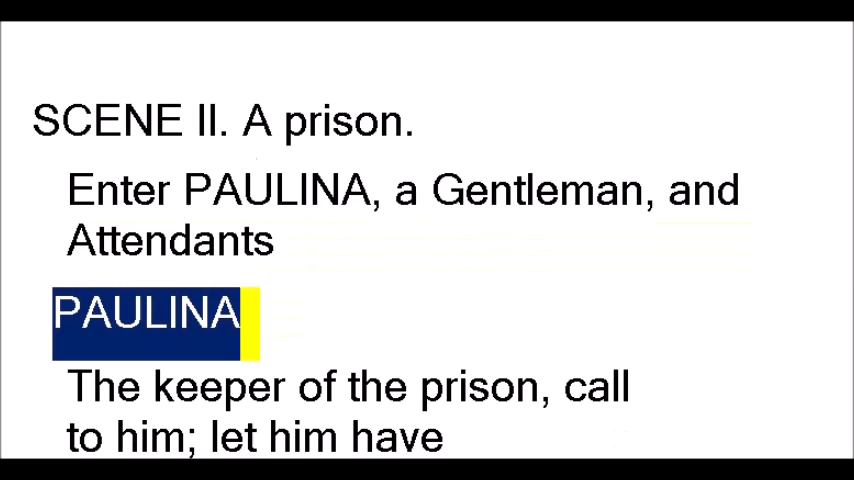 SCENE II. A prison.
Enter PAULINA, a Gentleman, and
Attendants
PAULINA
The keeper of the prison, call
to him; let him have